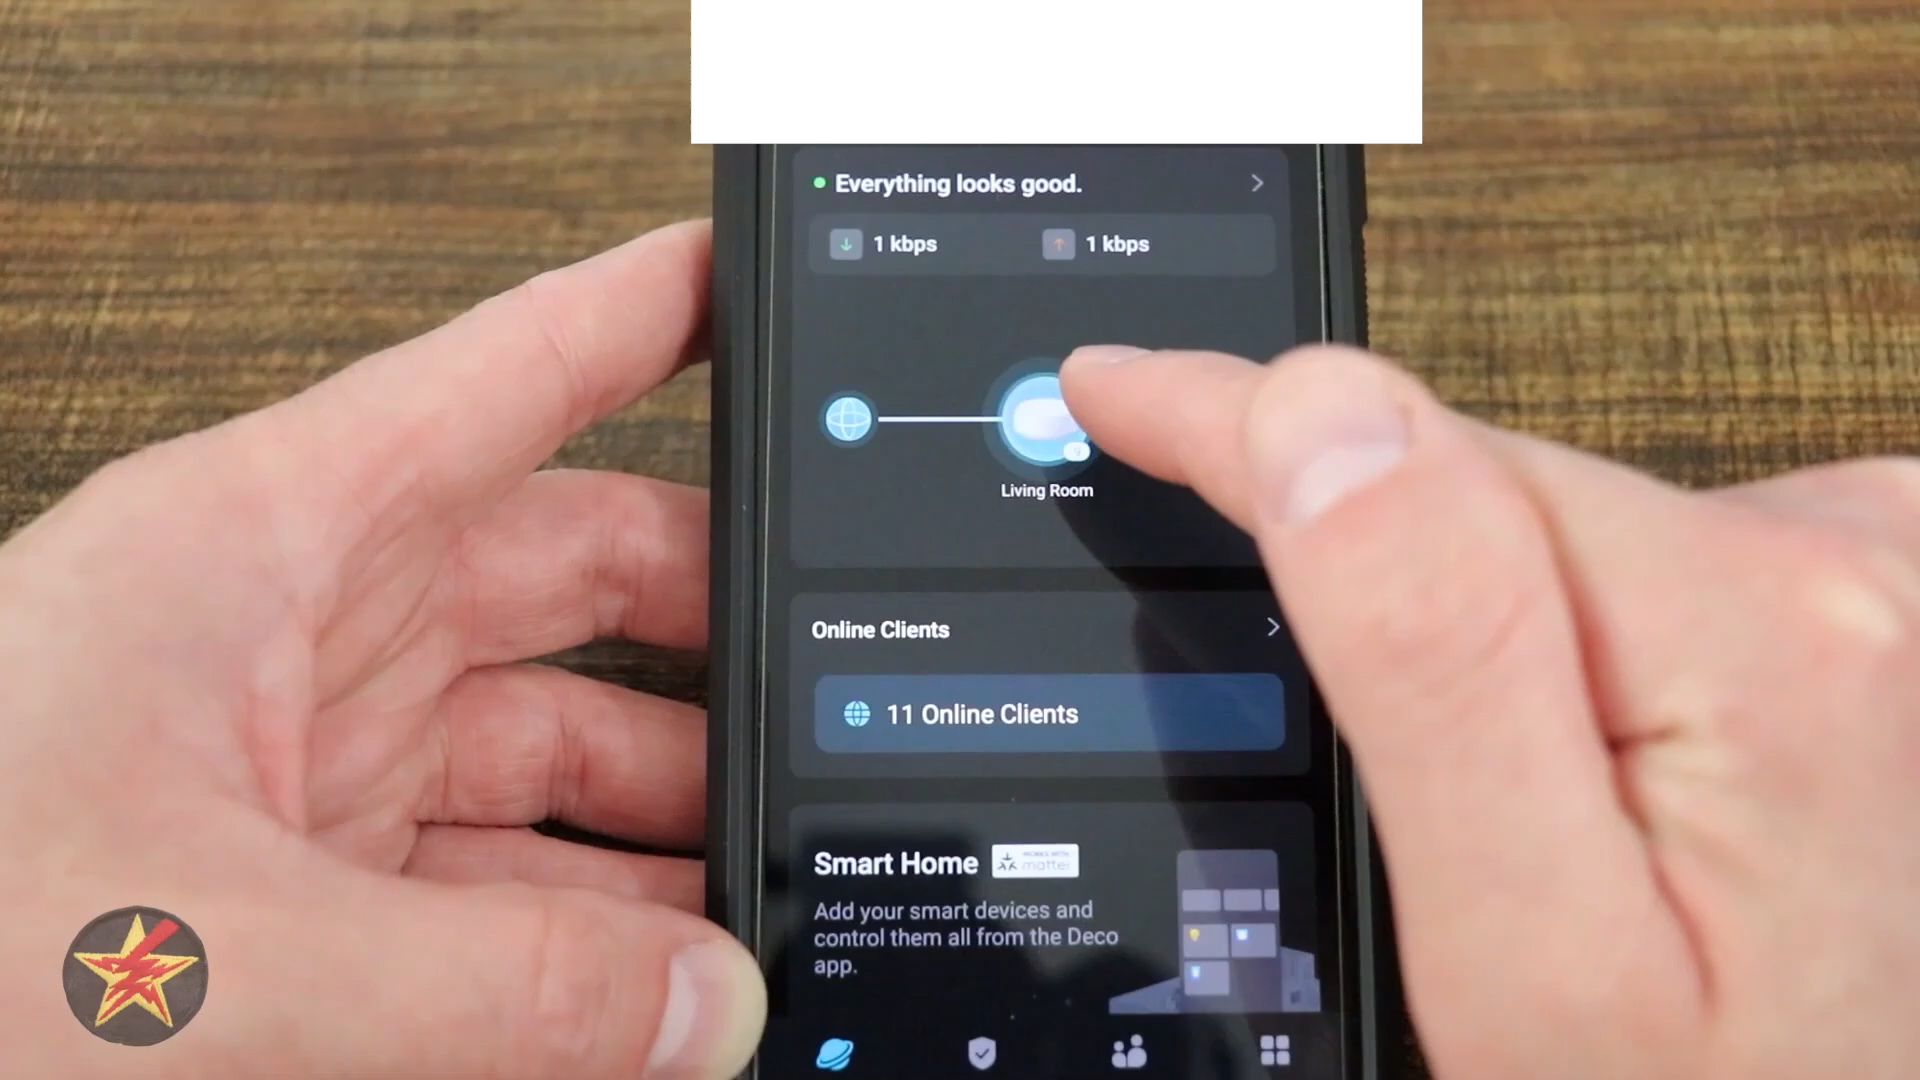 Everything looks good.
1 kbps 1 kbps
Living Room
Online Clients
11 Online Clients
Smart Home WORKS WITH matter
Add your smart devices and
control them all from the Deco
app.